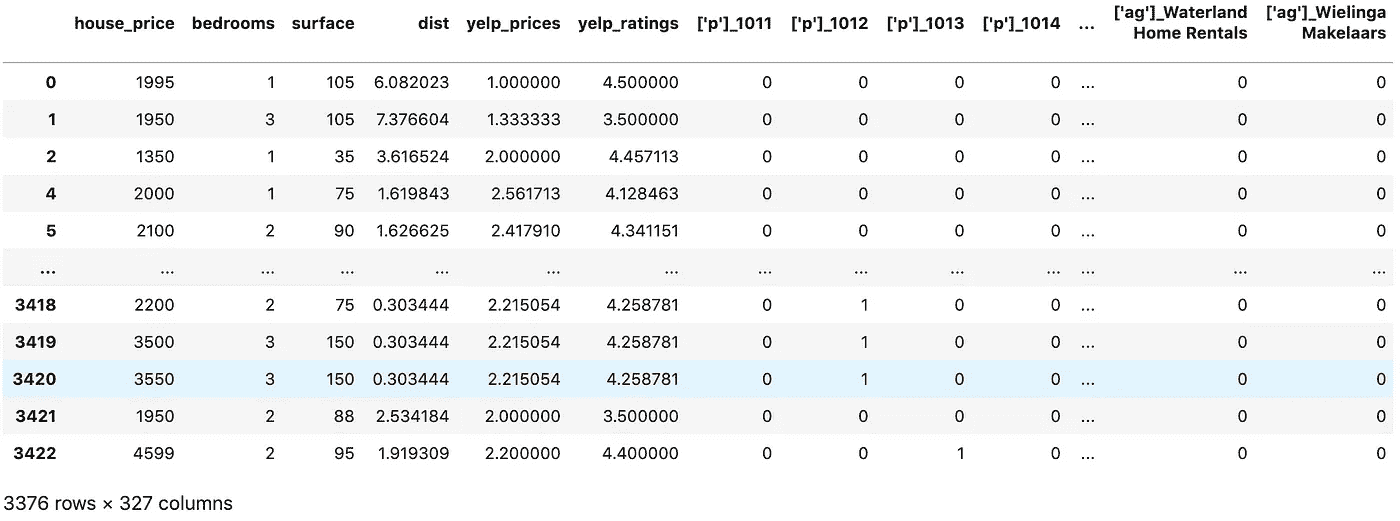 house_price bedrooms surface dist yelp_prices yelp_ratings ['p']_1011 ['p']_1012 ['p']_1013 ['p']_1014 ... ['ag']_Waterland Home Rentals ['ag']_Wielinga Makelaars
0 1995 1 105 6.082023 1.000000 4.500000 0 0 0 0 ... 0 0
1 1950 3 105 7.376604 1.333333 3.500000 0 0 0 0 ... 0 0
2 1350 1 35 3.616524 2.000000 4.457113 0 0 0 0 ... 0 0
4 2000 1 75 1.619843 2.561713 4.128463 0 0 0 0 ... 0 0
5 2100 2 90 1.626625 2.417910 4.341151 0 0 0 0 ... 0 0
... ... ... ... ... ... ... ... ... ... ... ... ... ...
3418 2200 2 75 0.303444 2.215054 4.258781 0 1 0 0 ... 0 0
3419 3500 3 150 0.303444 2.215054 4.258781 0 1 0 0 ... 0 0
3420 3550 3 150 0.303444 2.215054 4.258781 0 1 0 0 ... 0 0
3421 1950 2 88 2.534184 2.000000 3.500000 0 0 0 0 ... 0 0
3422 4599 2 95 1.919309 2.200000 4.400000 0 0 1 0 ... 0 0
3376 rows × 327 columns